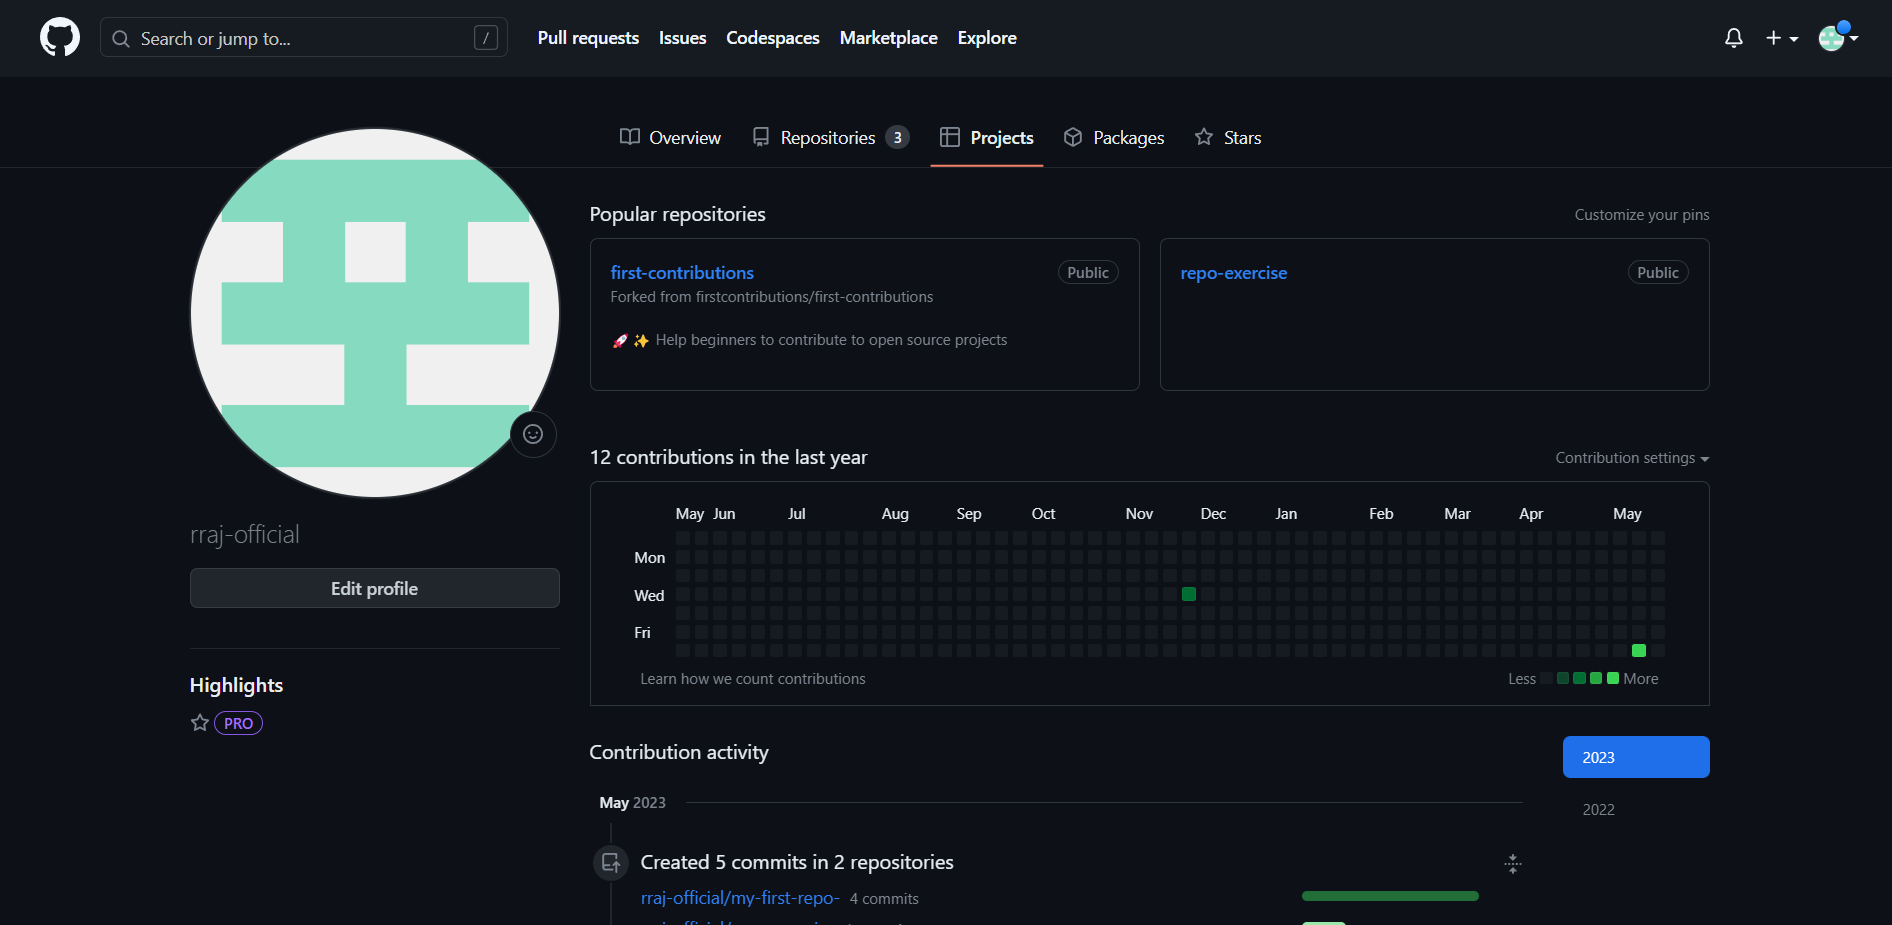 Search or jump to... / Pull requests Issues Codespaces Marketplace Explore
Overview Repositories 3 Projects Packages Stars
Popular repositories Customize your pins
first-contributions Public
Forked from firstcontributions/first-contributions
🚀✨ Help beginners to contribute to open source projects
repo-exercise Public
12 contributions in the last year Contribution settings
May Jun Jul Aug Sep Oct Nov Dec Jan Feb Mar Apr May
Mon
Wed
Fri
Learn how we count contributions Less More
rraj-official
Edit profile
Highlights
PRO
Contribution activity
2023
2022
May 2023
Created 5 commits in 2 repositories
rraj-official/my-first-repo- 4 commits